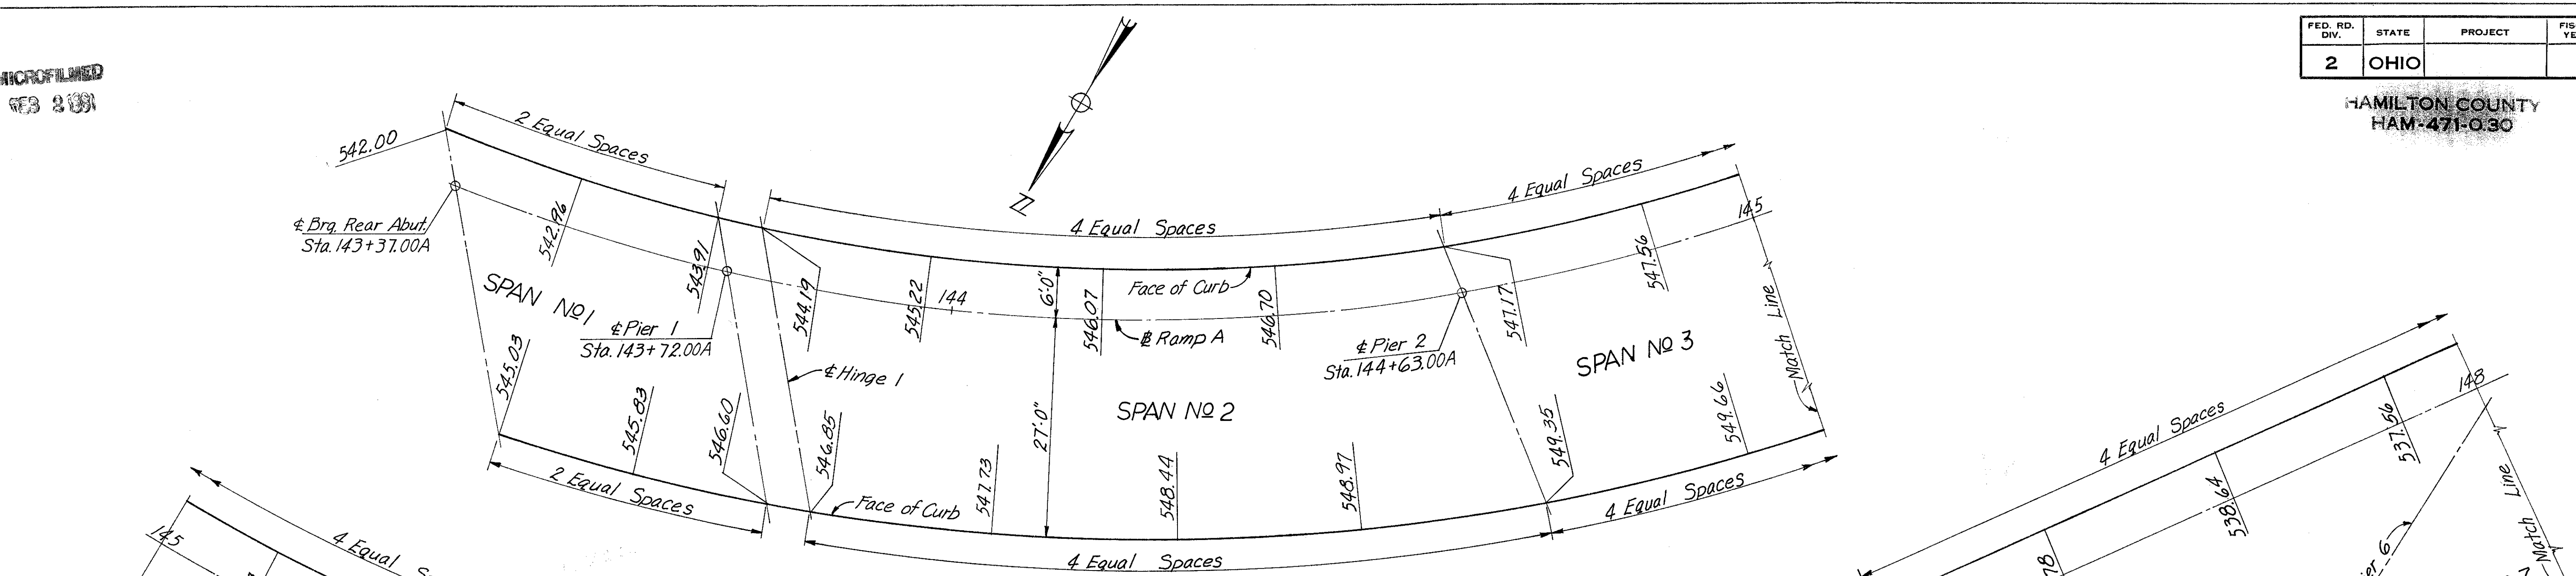 MICROFILMED
FED. RD. DIV.
STATE
PROJECT
2
OHIO
HAMILTON COUNTY
HAM-471-0.30
542.00
2 Equal Spaces
℄ Brg. Rear Abut.
Sta. 143+37.00A
542.96
543.91
SPAN No 1
℄ Pier 1
Sta. 143+72.00A
545.03
545.83
546.60
2 Equal Spaces
N
4 Equal Spaces
544.19
545.22
144
6'-0"
546.07
Face of Curb
546.70
℄ Ramp A
℄ Hinge 1
27'-0"
SPAN No 2
546.85
547.73
548.44
548.97
Face of Curb
4 Equal Spaces
4 Equal Spaces
℄ Pier 2
Sta. 144+63.00A
547.17
547.56
145
SPAN No 3
Match Line
549.35
549.66
4 Equal Spaces
145
4 Equal
4 Equal Spaces
148
537.56
538.64
Match Line